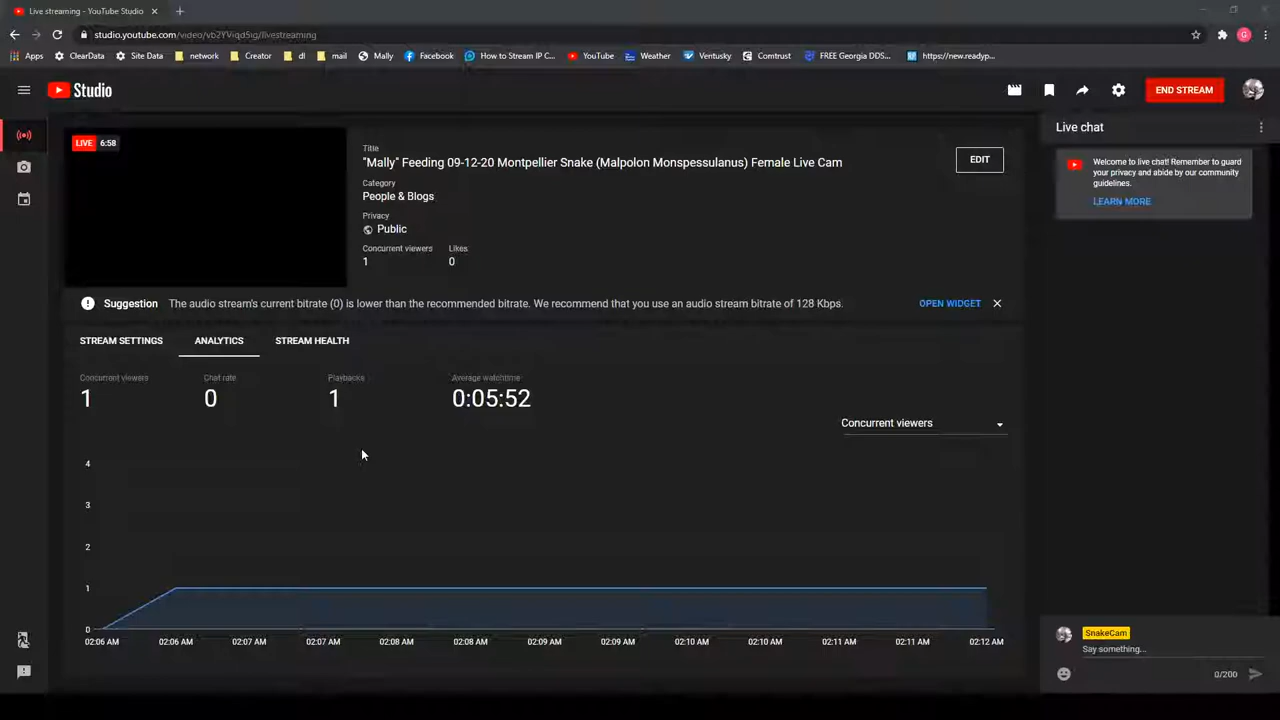 Live streaming - YouTube Studio
studio.youtube.com/video/vb2YViqd5ig/livestreaming
Apps ClearData Site Data network Creator dl mail Mally Facebook How to Stream IP C... YouTube Weather Ventusky Comtrust FREE Georgia DDS... https://new.readyp...
Studio
END STREAM
Live chat
LIVE 6:58
Title
"Mally" Feeding 09-12-20 Montpellier Snake (Malpolon Monspessulanus) Female Live Cam
EDIT
Category
People & Blogs
Privacy
Public
Concurrent viewers Likes
1 0
Welcome to live chat! Remember to guard
your privacy and abide by our community
guidelines.
LEARN MORE
Suggestion The audio stream's current bitrate (0) is lower than the recommended bitrate. We recommend that you use an audio stream bitrate of 128 Kbps. OPEN WIDGET
STREAM SETTINGS ANALYTICS STREAM HEALTH
Concurrent viewers Chat rate Playbacks Average watchtime
1 0 1 0:05:52
Concurrent viewers
4
3
2
1
0
02:06 AM 02:06 AM 02:07 AM 02:07 AM 02:08 AM 02:08 AM 02:09 AM 02:09 AM 02:10 AM 02:10 AM 02:11 AM 02:11 AM 02:12 AM
SnakeCam
Say something...
0/200